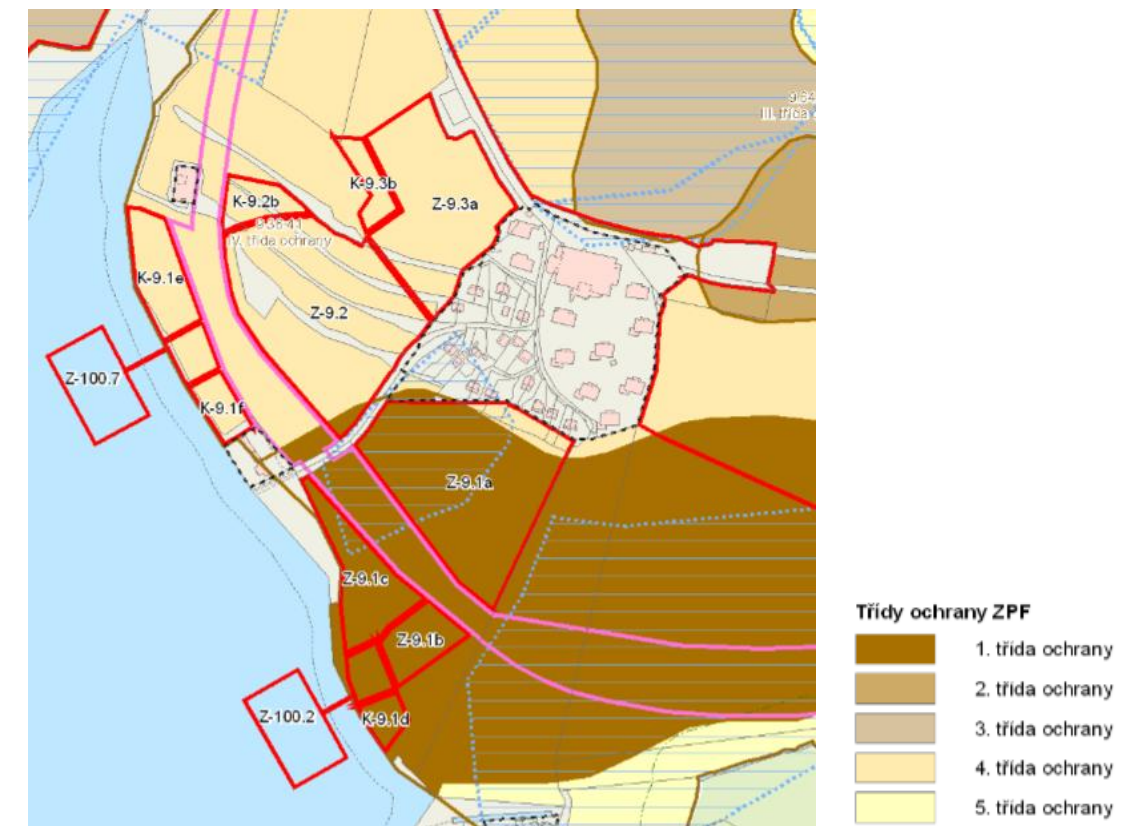 9.64
III. třída
K-9.3b
Z-9.3a
K-9.2b
IV. třída ochrany
K-9.1e
Z-9.2
Z-100.7
K-9.1f
Z-9.1a
Z-9.1c
Z-9.1b
Z-100.2
K-9.1d
Třídy ochrany ZPF
1. třída ochrany
2. třída ochrany
3. třída ochrany
4. třída ochrany
5. třída ochrany